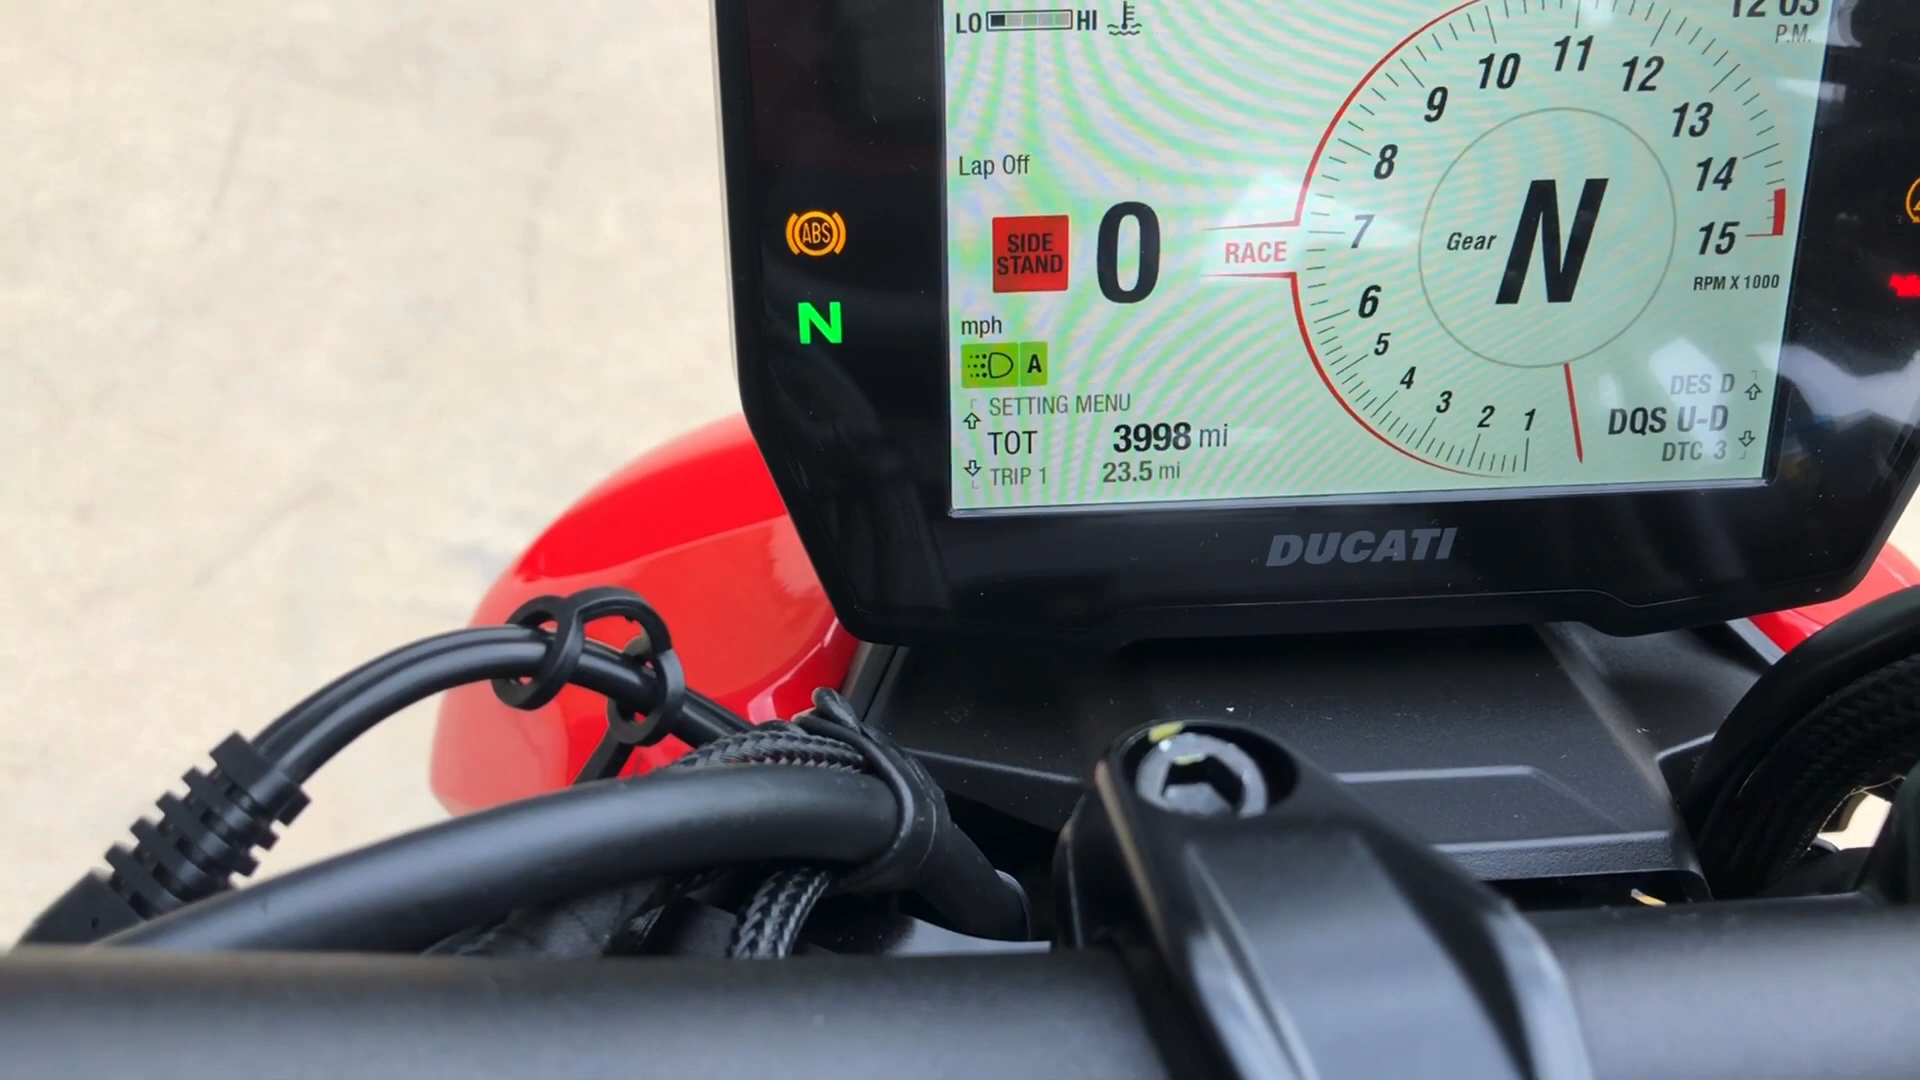 LO HI
12 03
P.M.
Lap Off
ABS
SIDE
STAND
0
mph
N
A
SETTING MENU
TOT 3998 mi
TRIP 1 23.5 mi
RACE
1
2
3
4
5
6
7
8
9
10
11
12
13
14
15
RPM X 1000
Gear N
DES D
DQS U-D
DTC 3
DUCATI